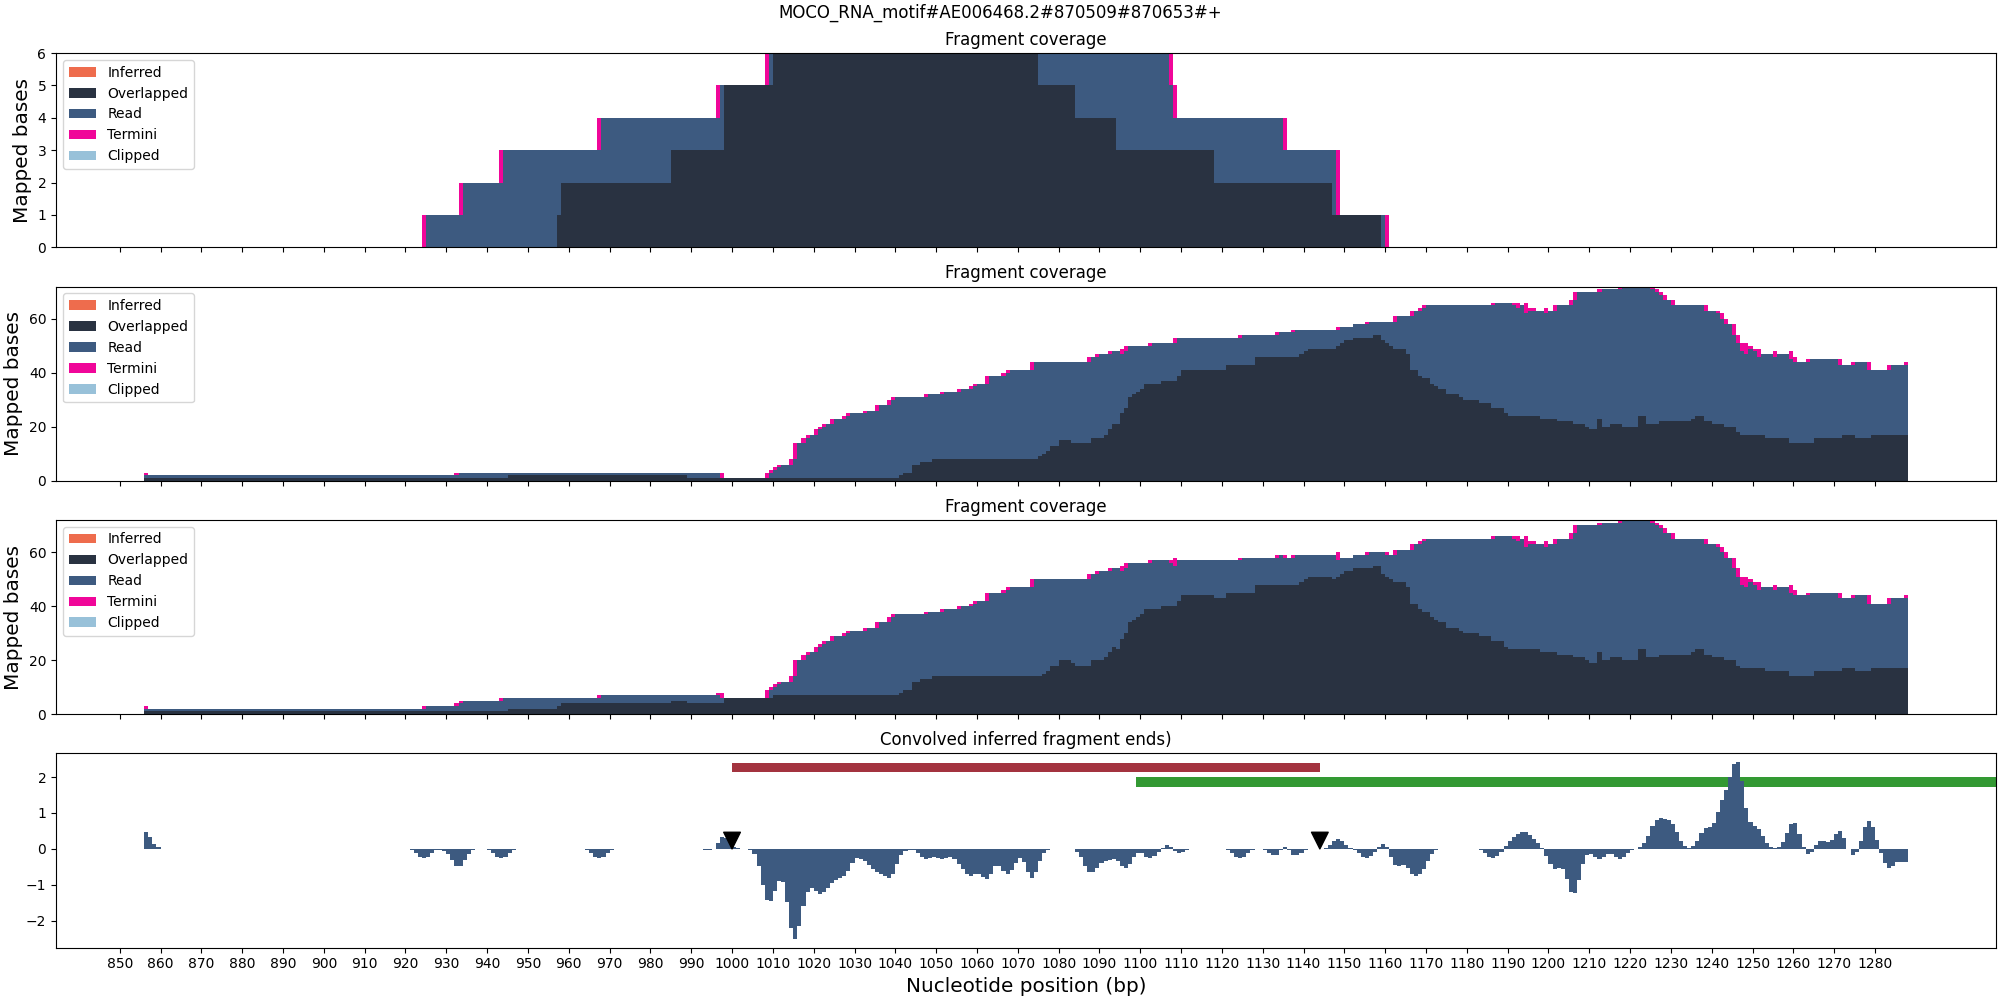 MOCO_RNA_motif#AE006468.2#870509#870653#+
Fragment coverage
Mapped bases
6
5
4
3
2
1
0
Inferred
Overlapped
Read
Termini
Clipped
Fragment coverage
Mapped bases
60
40
20
0
Inferred
Overlapped
Read
Termini
Clipped
Fragment coverage
Mapped bases
60
40
20
0
Inferred
Overlapped
Read
Termini
Clipped
Convolved inferred fragment ends)
2
1
0
−1
−2
850 860 870 880 890 900 910 920 930 940 950 960 970 980 990 1000 1010 1020 1030 1040 1050 1060 1070 1080 1090 1100 1110 1120 1130 1140 1150 1160 1170 1180 1190 1200 1210 1220 1230 1240 1250 1260 1270 1280
Nucleotide position (bp)